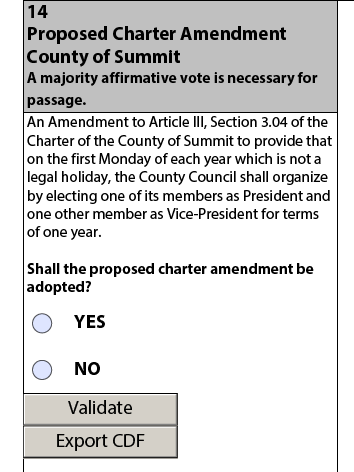 14
Proposed Charter Amendment
County of Summit
A majority affirmative vote is necessary for
passage.
An Amendment to Article III, Section 3.04 of the
Charter of the County of Summit to provide that
on the first Monday of each year which is not a
legal holiday, the County Council shall organize
by electing one of its members as President and
one other member as Vice-President for terms
of one year.
Shall the proposed charter amendment be
adopted?
YES
NO
Validate
Export CDF